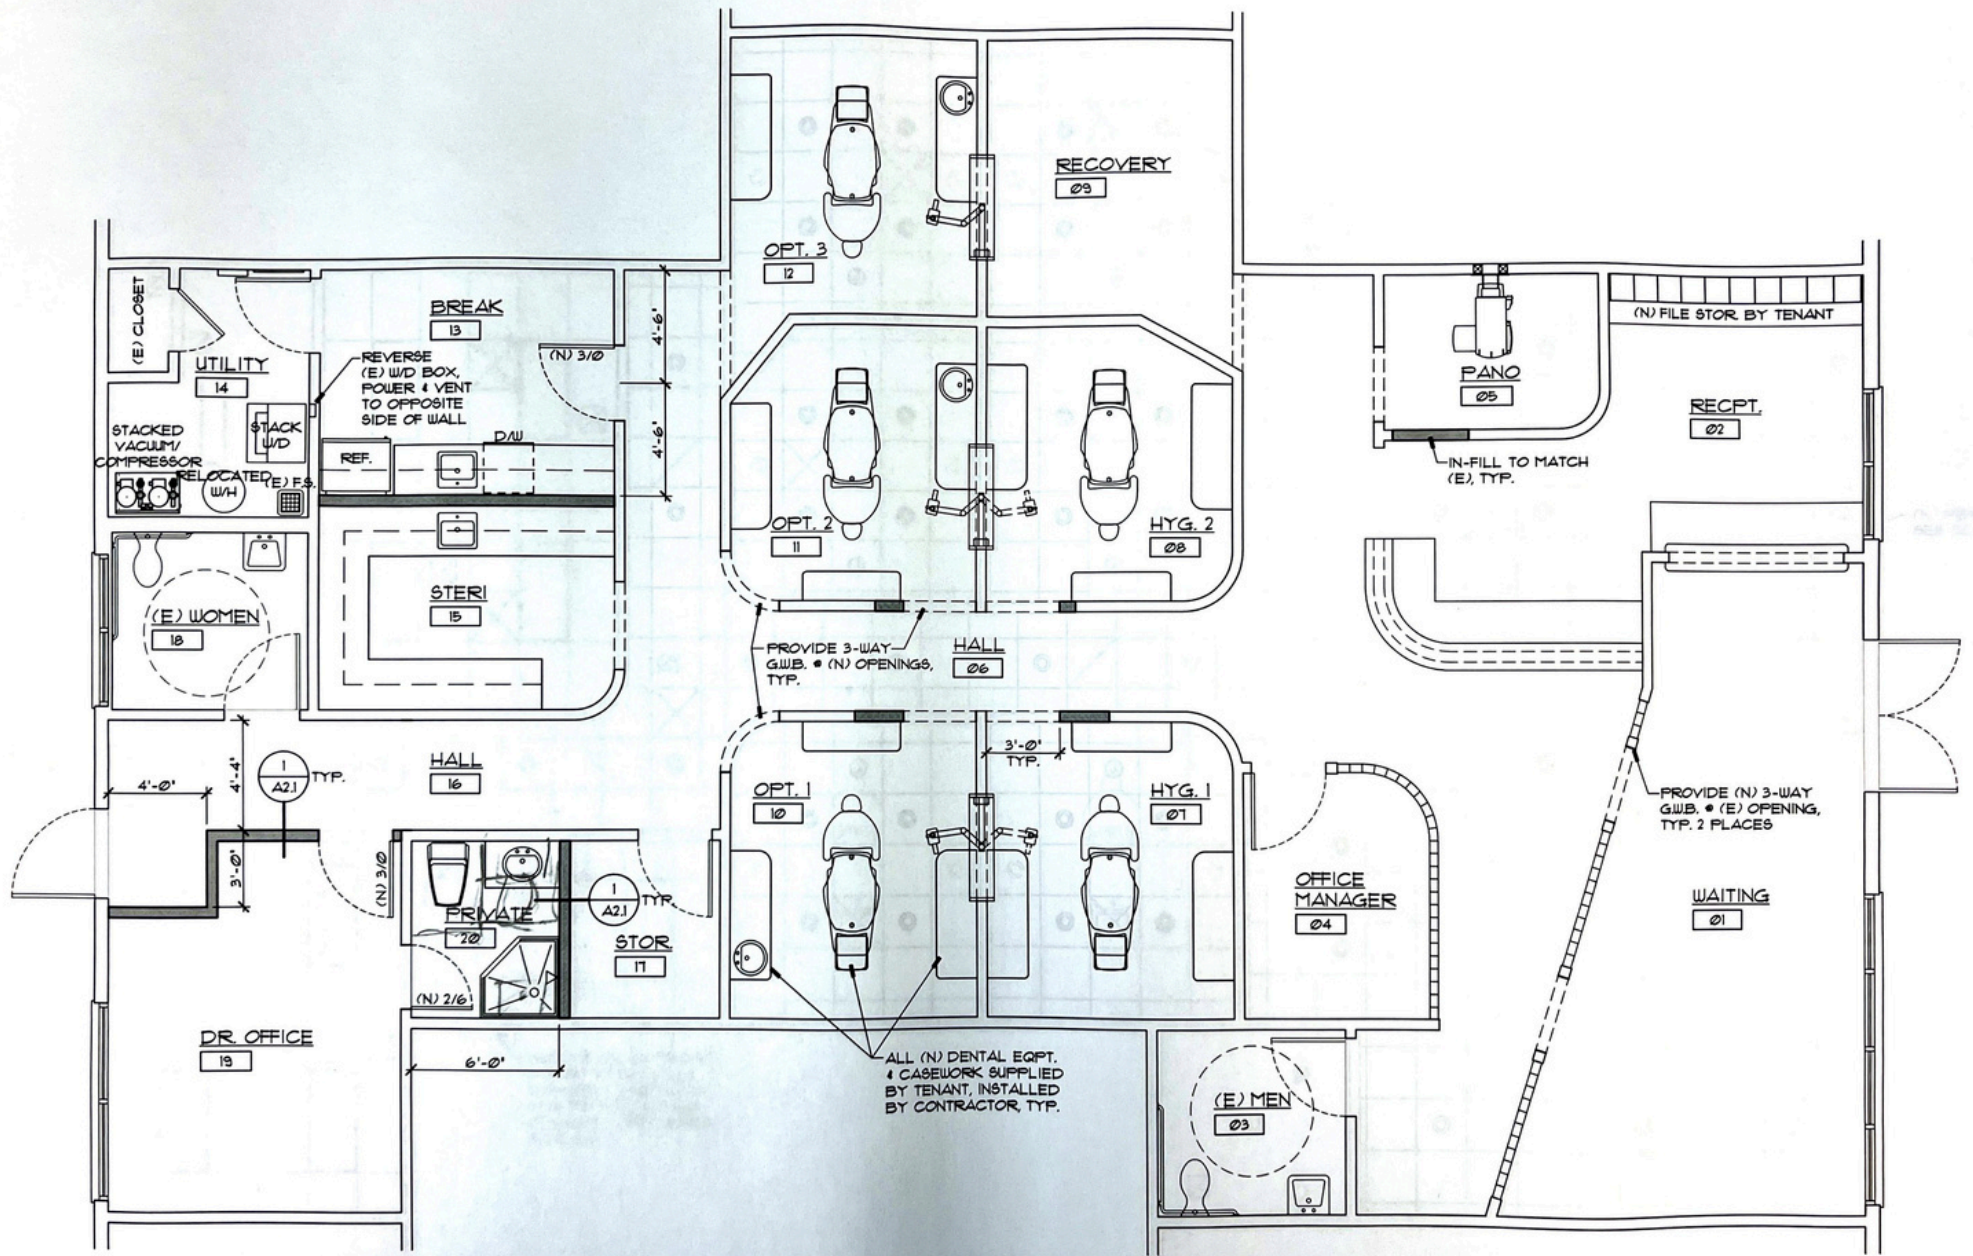 RECOVERY
09
OPT. 3
12
(E) CLOSET
BREAK
13
(N) 3/0
4'-6"
4'-6"
UTILITY
14
REVERSE
(E) W/D BOX,
POWER & VENT
TO OPPOSITE
SIDE OF WALL
STACK
W/D
STACKED
VACUUM/
COMPRESSOR
RELOCATED
W/H
(E) F.S.
REF.
D/W
(N) FILE STOR. BY TENANT
PANO
05
RECPT.
02
IN-FILL TO MATCH
(E), TYP.
OPT. 2
11
HYG. 2
08
STERI
15
(E) WOMEN
18
PROVIDE 3-WAY
G.W.B. @ (N) OPENINGS,
TYP.
HALL
06
3'-0"
TYP.
HALL
16
1
A2.1
TYP.
4'-0"
4'-4"
3'-0"
(N) 3/0
OPT. 1
10
HYG. 1
07
PROVIDE (N) 3-WAY
G.W.B. @ (E) OPENING,
TYP. 2 PLACES
OFFICE
MANAGER
04
WAITING
01
PRIVATE
20
1
A2.1
TYP.
STOR.
17
(N) 2/6
DR. OFFICE
19
6'-0"
ALL (N) DENTAL EQPT.
& CASEWORK SUPPLIED
BY TENANT, INSTALLED
BY CONTRACTOR, TYP.
(E) MEN
03